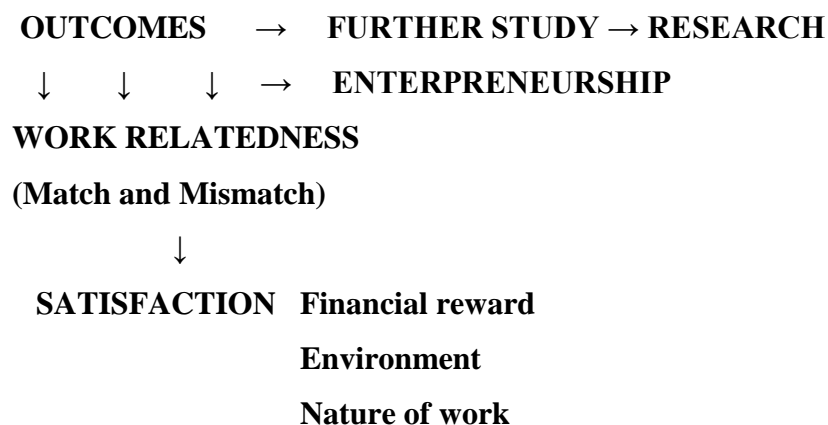 OUTCOMES → FURTHER STUDY → RESEARCH
↓ ↓ ↓ → ENTERPRENEURSHIP
WORK RELATEDNESS
(Match and Mismatch)
↓
SATISFACTION Financial reward
Environment
Nature of work